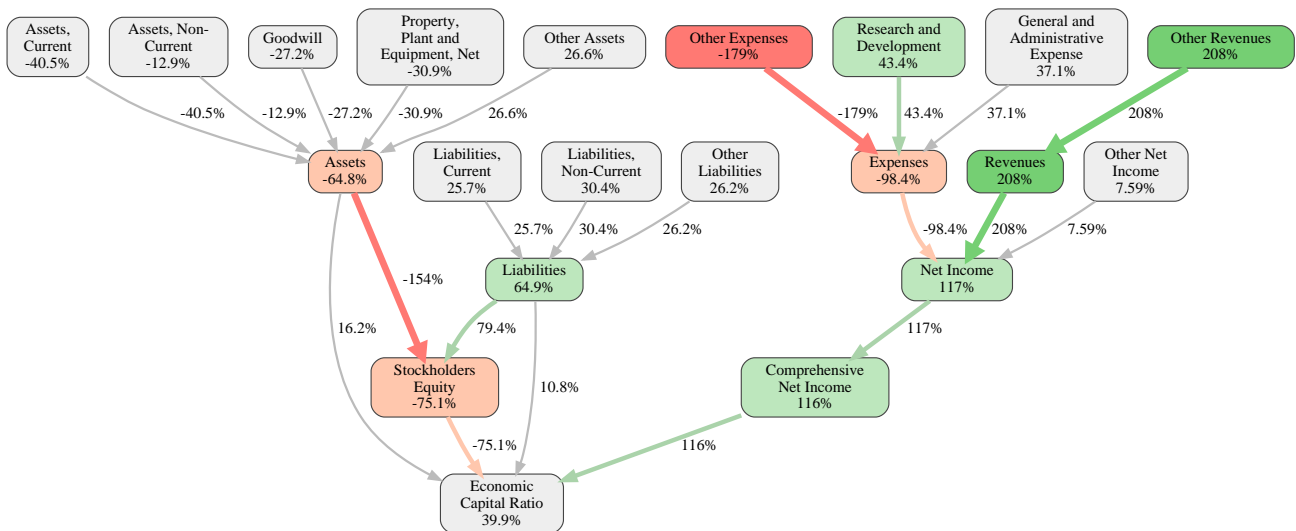 Assets,
Current
-40.5%
Assets, Non-
Current
-12.9%
Goodwill
-27.2%
Property,
Plant and
Equipment, Net
-30.9%
Other Assets
26.6%
Other Expenses
-179%
Research and
Development
43.4%
General and
Administrative
Expense
37.1%
Other Revenues
208%
-40.5%
-12.9%
-27.2%
-30.9%
26.6%
-179%
43.4%
37.1%
208%
Assets
-64.8%
Liabilities,
Current
25.7%
Liabilities,
Non-Current
30.4%
Other
Liabilities
26.2%
Expenses
-98.4%
Revenues
208%
Other Net
Income
7.59%
25.7%
30.4%
26.2%
-98.4%
208%
7.59%
-154%
Liabilities
64.9%
Net Income
117%
16.2%
79.4%
117%
Stockholders
Equity
-75.1%
10.8%
Comprehensive
Net Income
116%
-75.1%
116%
Economic
Capital Ratio
39.9%